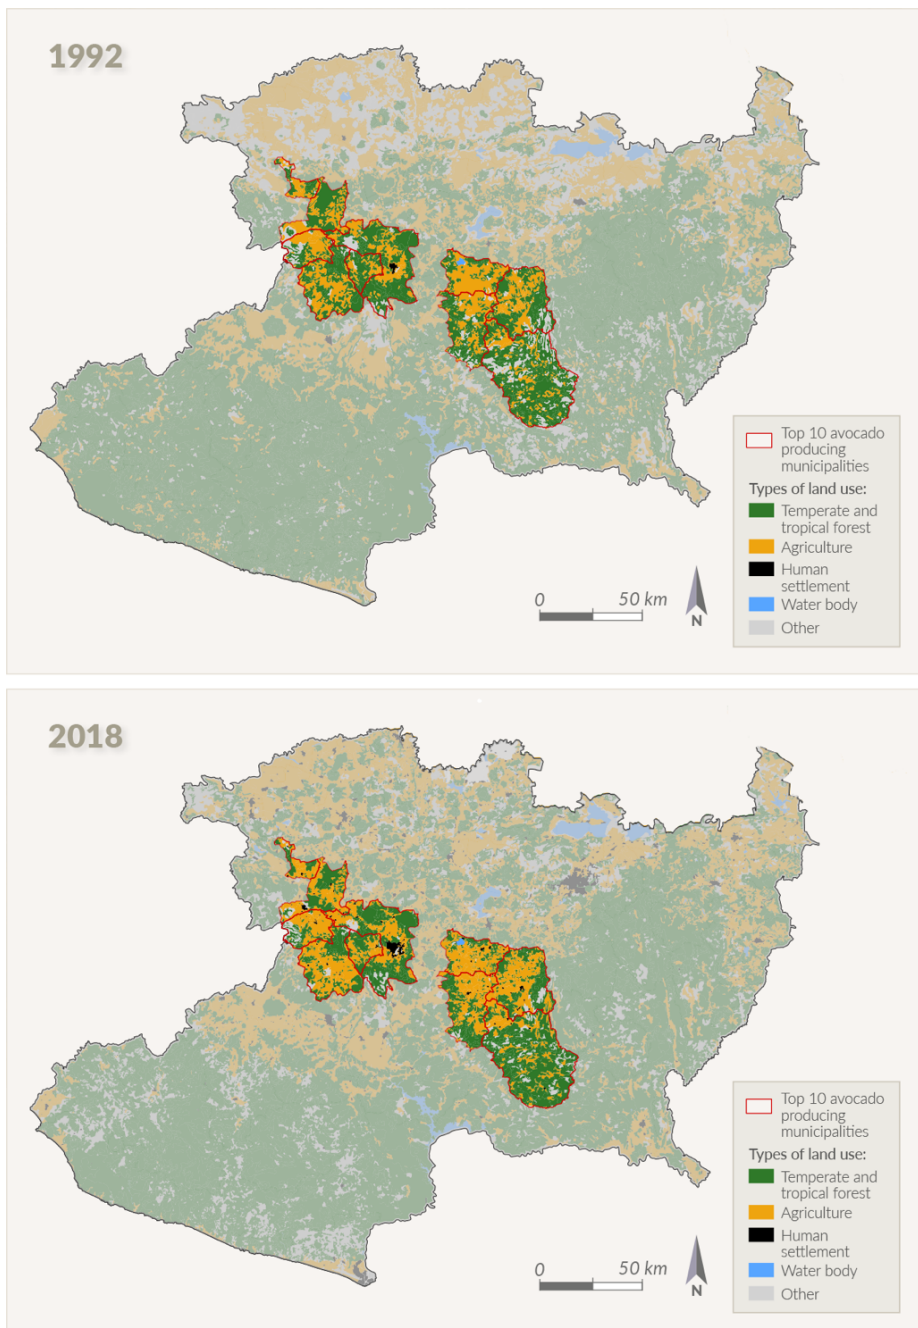 1992
Top 10 avocado
producing
municipalities
Types of land use:
Temperate and
tropical forest
Agriculture
Human
settlement
Water body
Other
0 50 km
N
2018
Top 10 avocado
producing
municipalities
Types of land use:
Temperate and
tropical forest
Agriculture
Human
settlement
Water body
Other
0 50 km
N